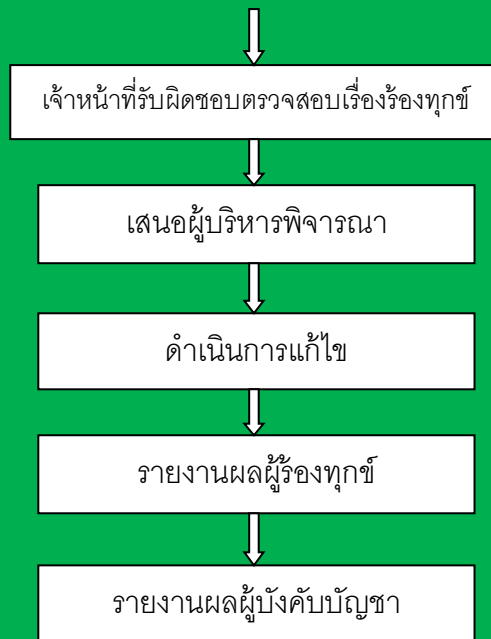 เจ้าหน้าที่รับผิดชอบตรวจสอบเรื่องร้องทุกข์
เสนอผู้บริหารพิจารณา
ดำเนินการแก้ไข
รายงานผลผู้ร้องทุกข์
รายงานผลผู้บังคับบัญชา